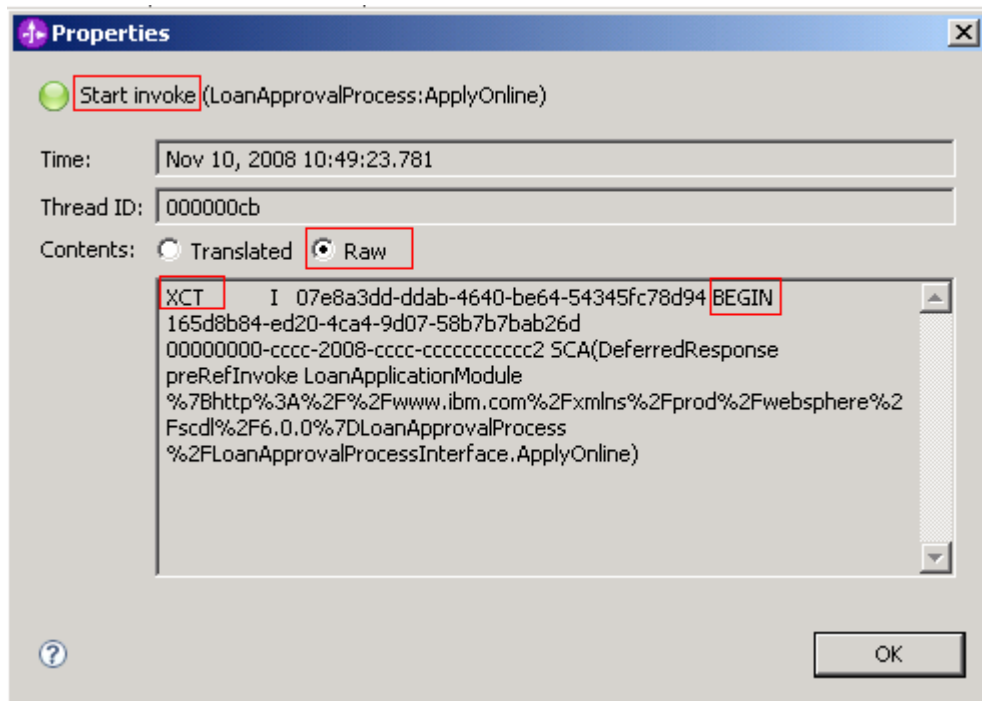 Properties
Start invoke (LoanApprovalProcess:ApplyOnline)
Time: Nov 10, 2008 10:49:23.781
Thread ID: 000000cb
Contents: Translated Raw
XCT I 07e8a3dd-ddab-4640-be64-54345fc78d94 BEGIN
165d8b84-ed20-4ca4-9d07-58b7b7bab26d
00000000-cccc-2008-cccc-ccccccccccc2 SCA(DeferredResponse
preRefInvoke LoanApplicationModule
%7Bhttp%3A%2F%2Fwww.ibm.com%2Fxmlns%2Fprod%2Fwebsphere%2
Fscdl%2F6.0.0%7DLoanApprovalProcess
%2FLoanApprovalProcessInterface.ApplyOnline)
? OK